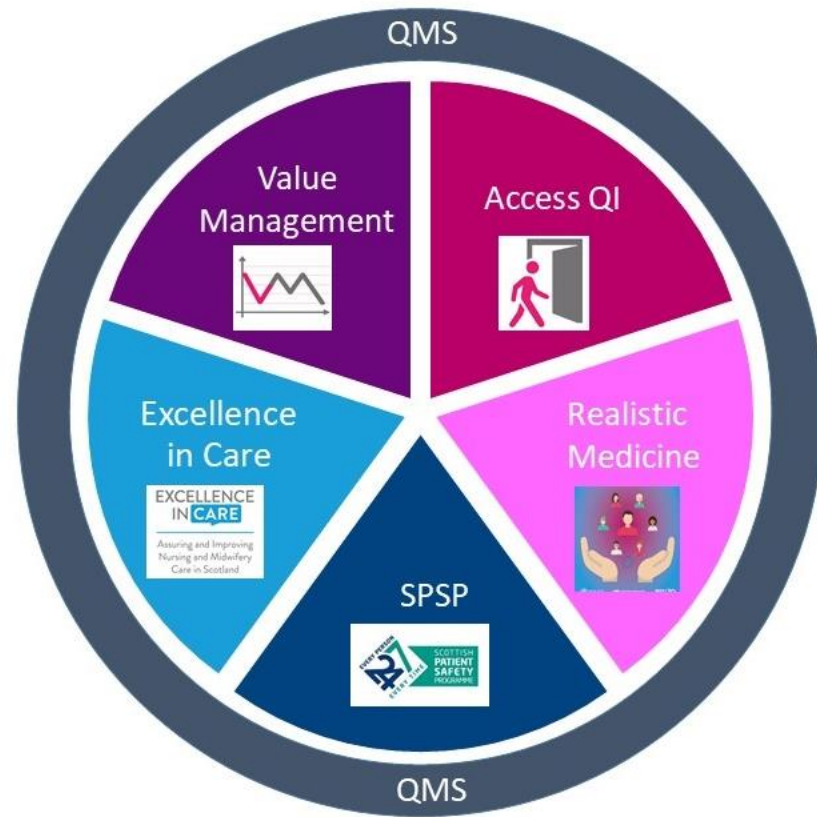 QMS
Value
Management
Access QI
Excellence
in Care
EXCELLENCE
IN CARE
Assuring and Improving
Nursing and Midwifery
Care in Scotland
Realistic
Medicine
SPSP
EVERY PERSON
24 7
EVERY TIME
SCOTTISH
PATIENT
SAFETY
PROGRAMME
QMS